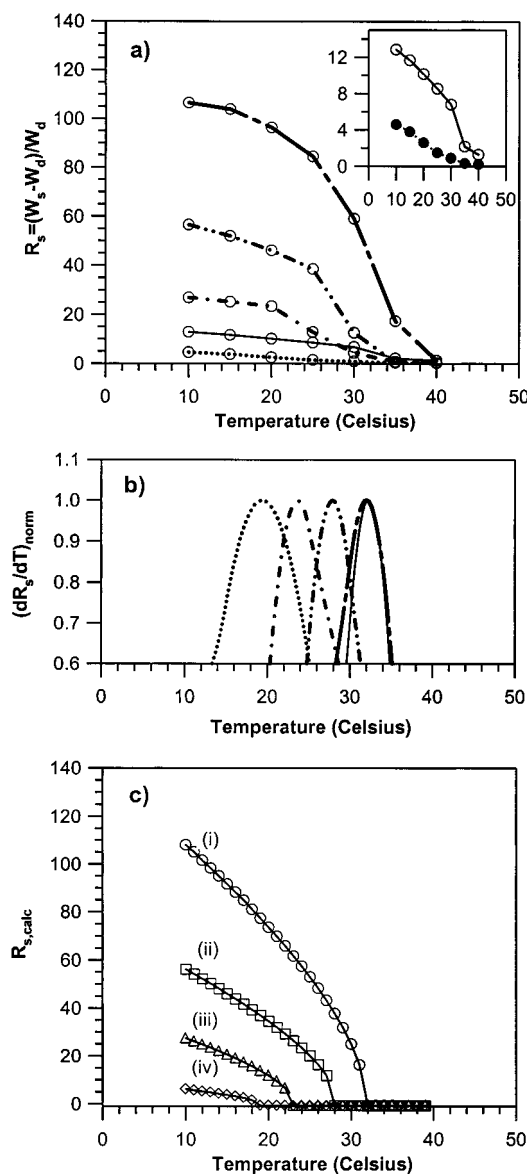 a)
140
120
100
80
60
40
20
0
R_s=(W_s-W_d)/W_d
12
8
4
0
0 10 20 30 40
0 10 20 30 40 50
Temperature (Celsius)
b)
1.1
1.0
0.9
0.8
0.7
0.6
(dR_s/dT)_norm
0 10 20 30 40 50
Temperature (Celsius)
c)
140
120
100
80
60
40
20
0
R_s,calc
(i)
(ii)
(iii)
(iv)
0 10 20 30 40 50
Temperature (Celsius)